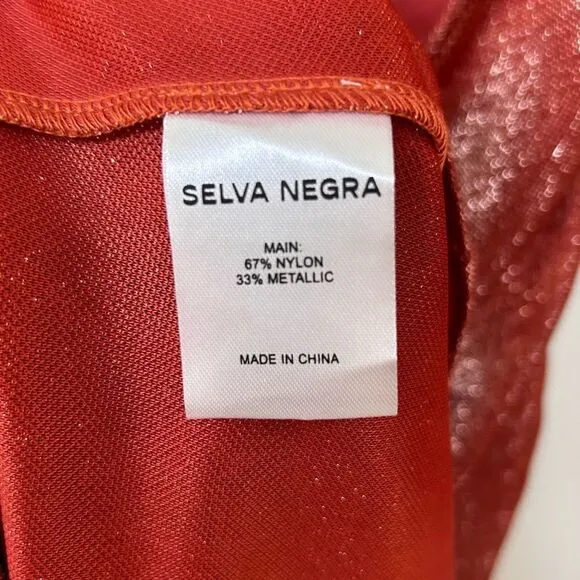 SELVA NEGRA
MAIN:
67% NYLON
33% METALLIC
MADE IN CHINA